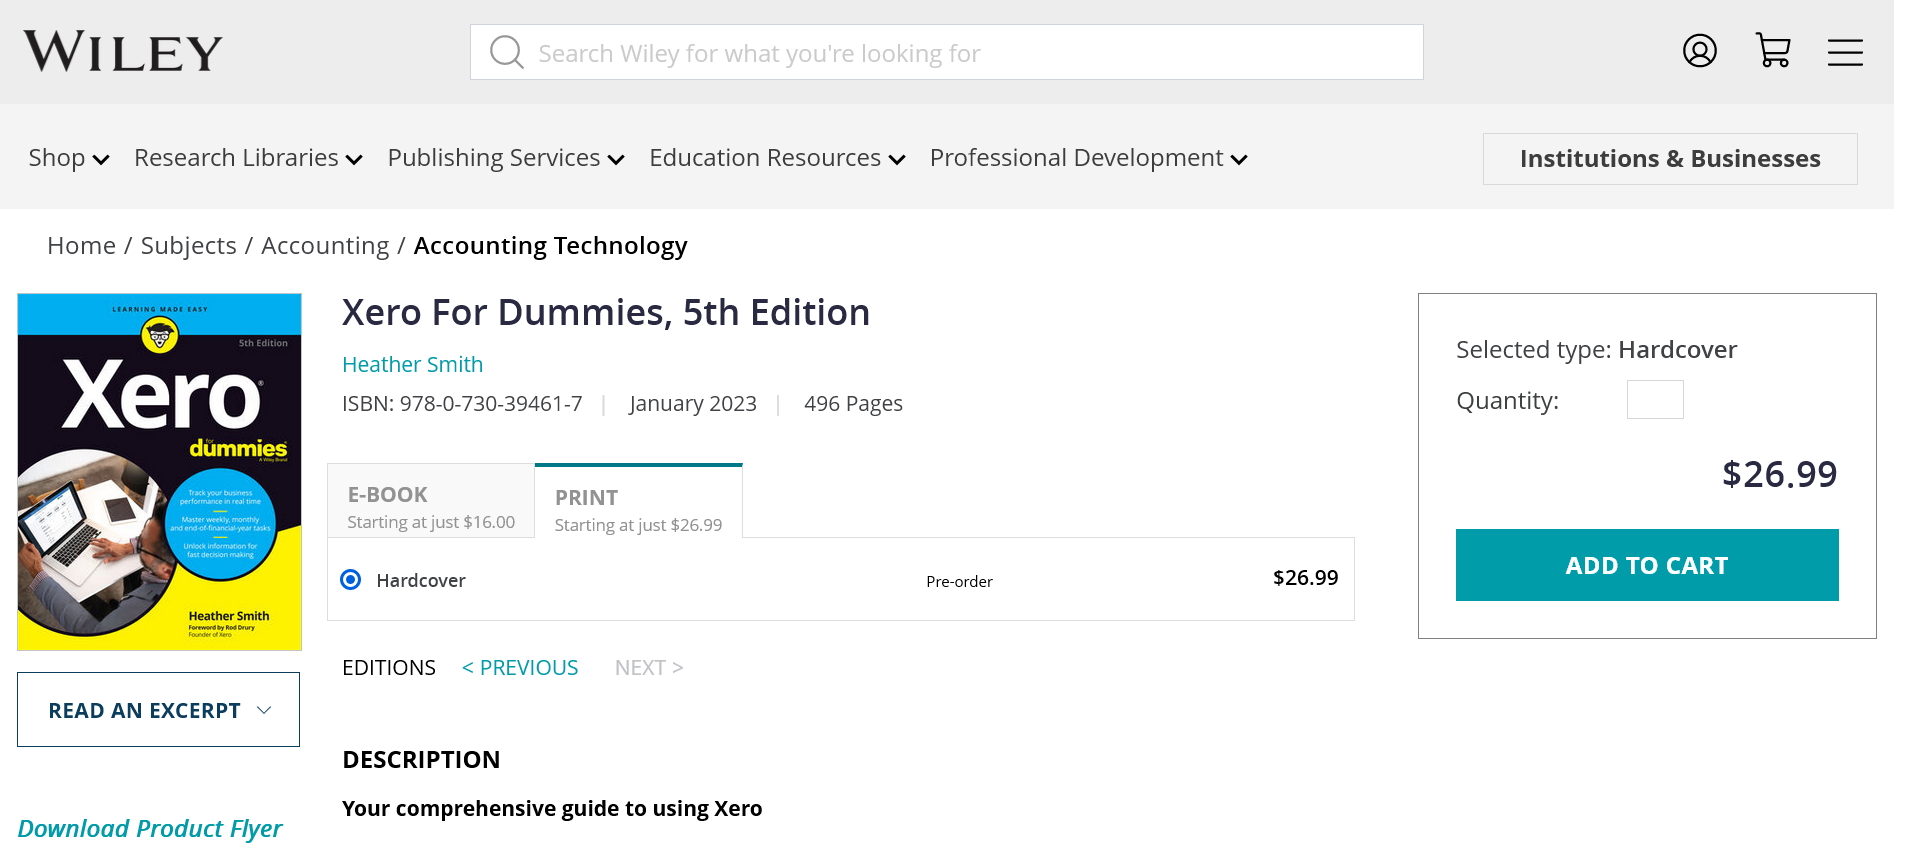 WILEY
Search Wiley for what you're looking for
Shop
Research Libraries
Publishing Services
Education Resources
Professional Development
Institutions & Businesses
Home / Subjects / Accounting / Accounting Technology
LEARNING MADE EASY
5th Edition
Xero®
for
dummies
A Wiley Brand
Track your business
performance in real time
Master weekly, monthly
and end-of-financial-year tasks
Unlock information for
fast decision making
Heather Smith
Foreword by Rod Drury
Founder of Xero
READ AN EXCERPT
Download Product Flyer
Xero For Dummies, 5th Edition
Heather Smith
ISBN: 978-0-730-39461-7 | January 2023 | 496 Pages
E-BOOK
Starting at just $16.00
PRINT
Starting at just $26.99
Hardcover Pre-order $26.99
EDITIONS < PREVIOUS NEXT >
DESCRIPTION
Your comprehensive guide to using Xero
Selected type: Hardcover
Quantity:
$26.99
ADD TO CART